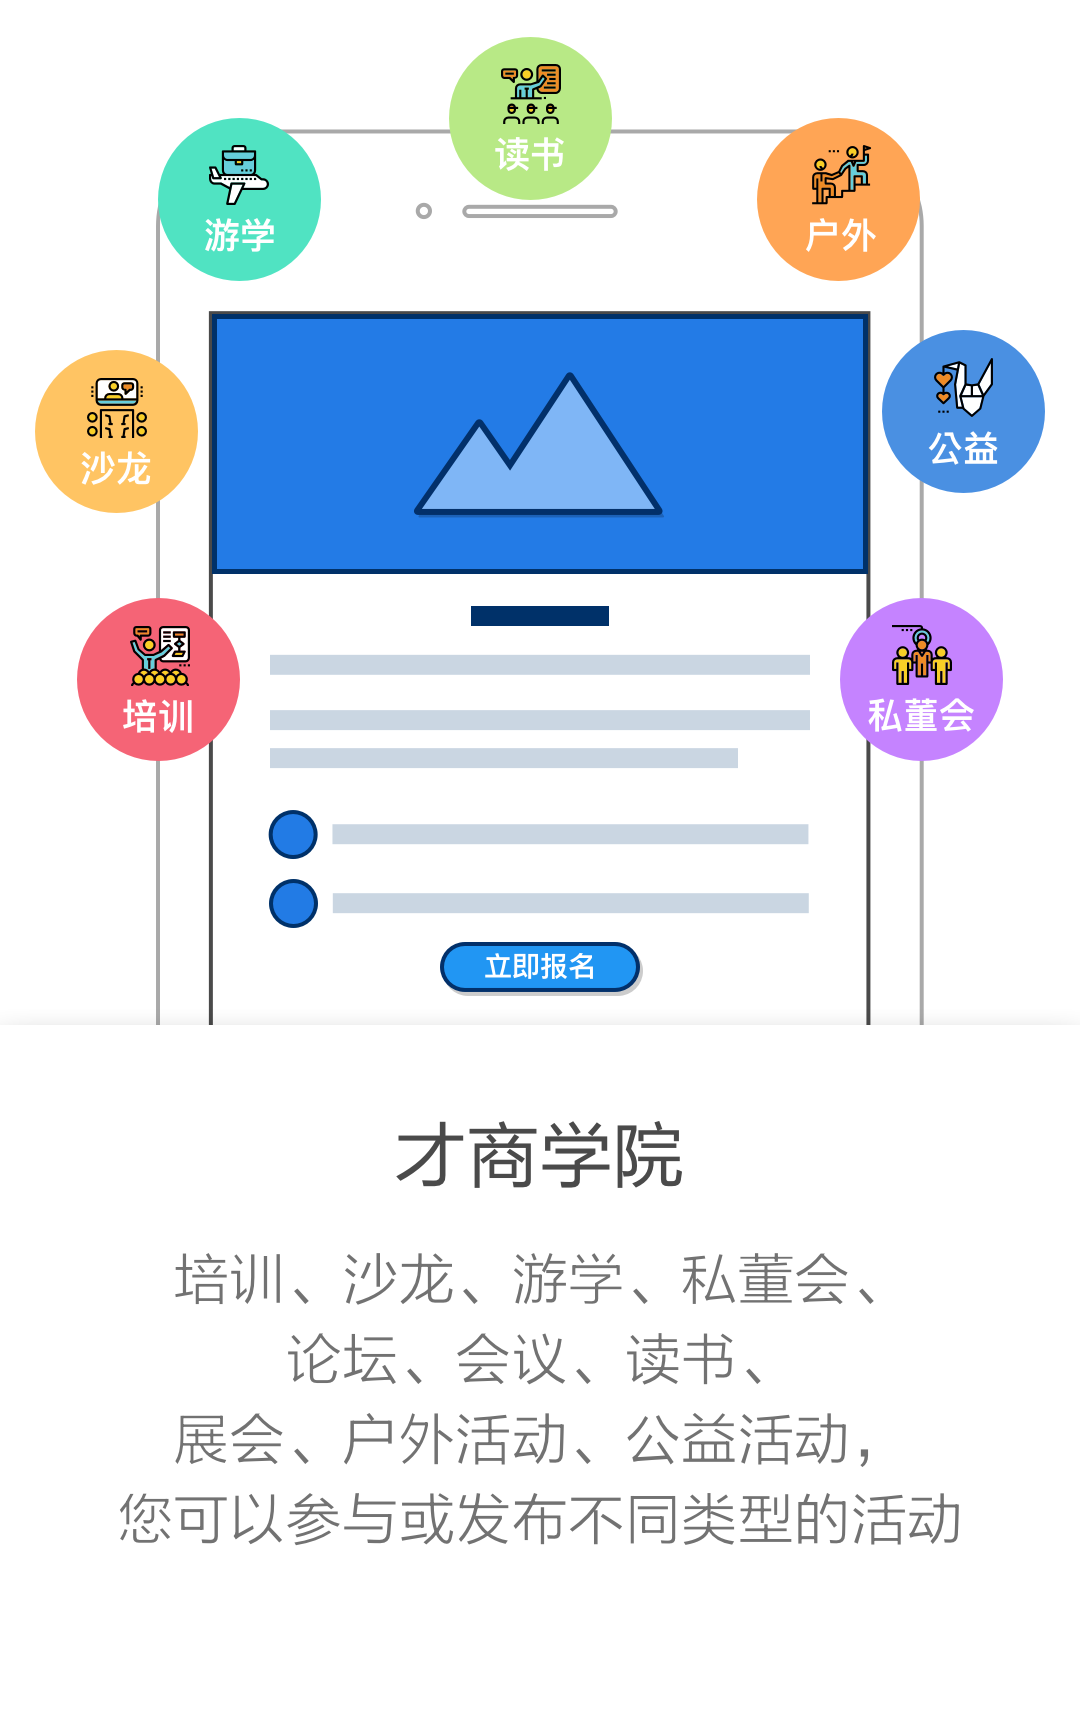 读书
游学
户外
沙龙
公益
培训
私董会
立即报名
才商学院
培训、沙龙、游学、私董会、
论坛、会议、读书、
展会、户外活动、公益活动，
您可以参与或发布不同类型的活动